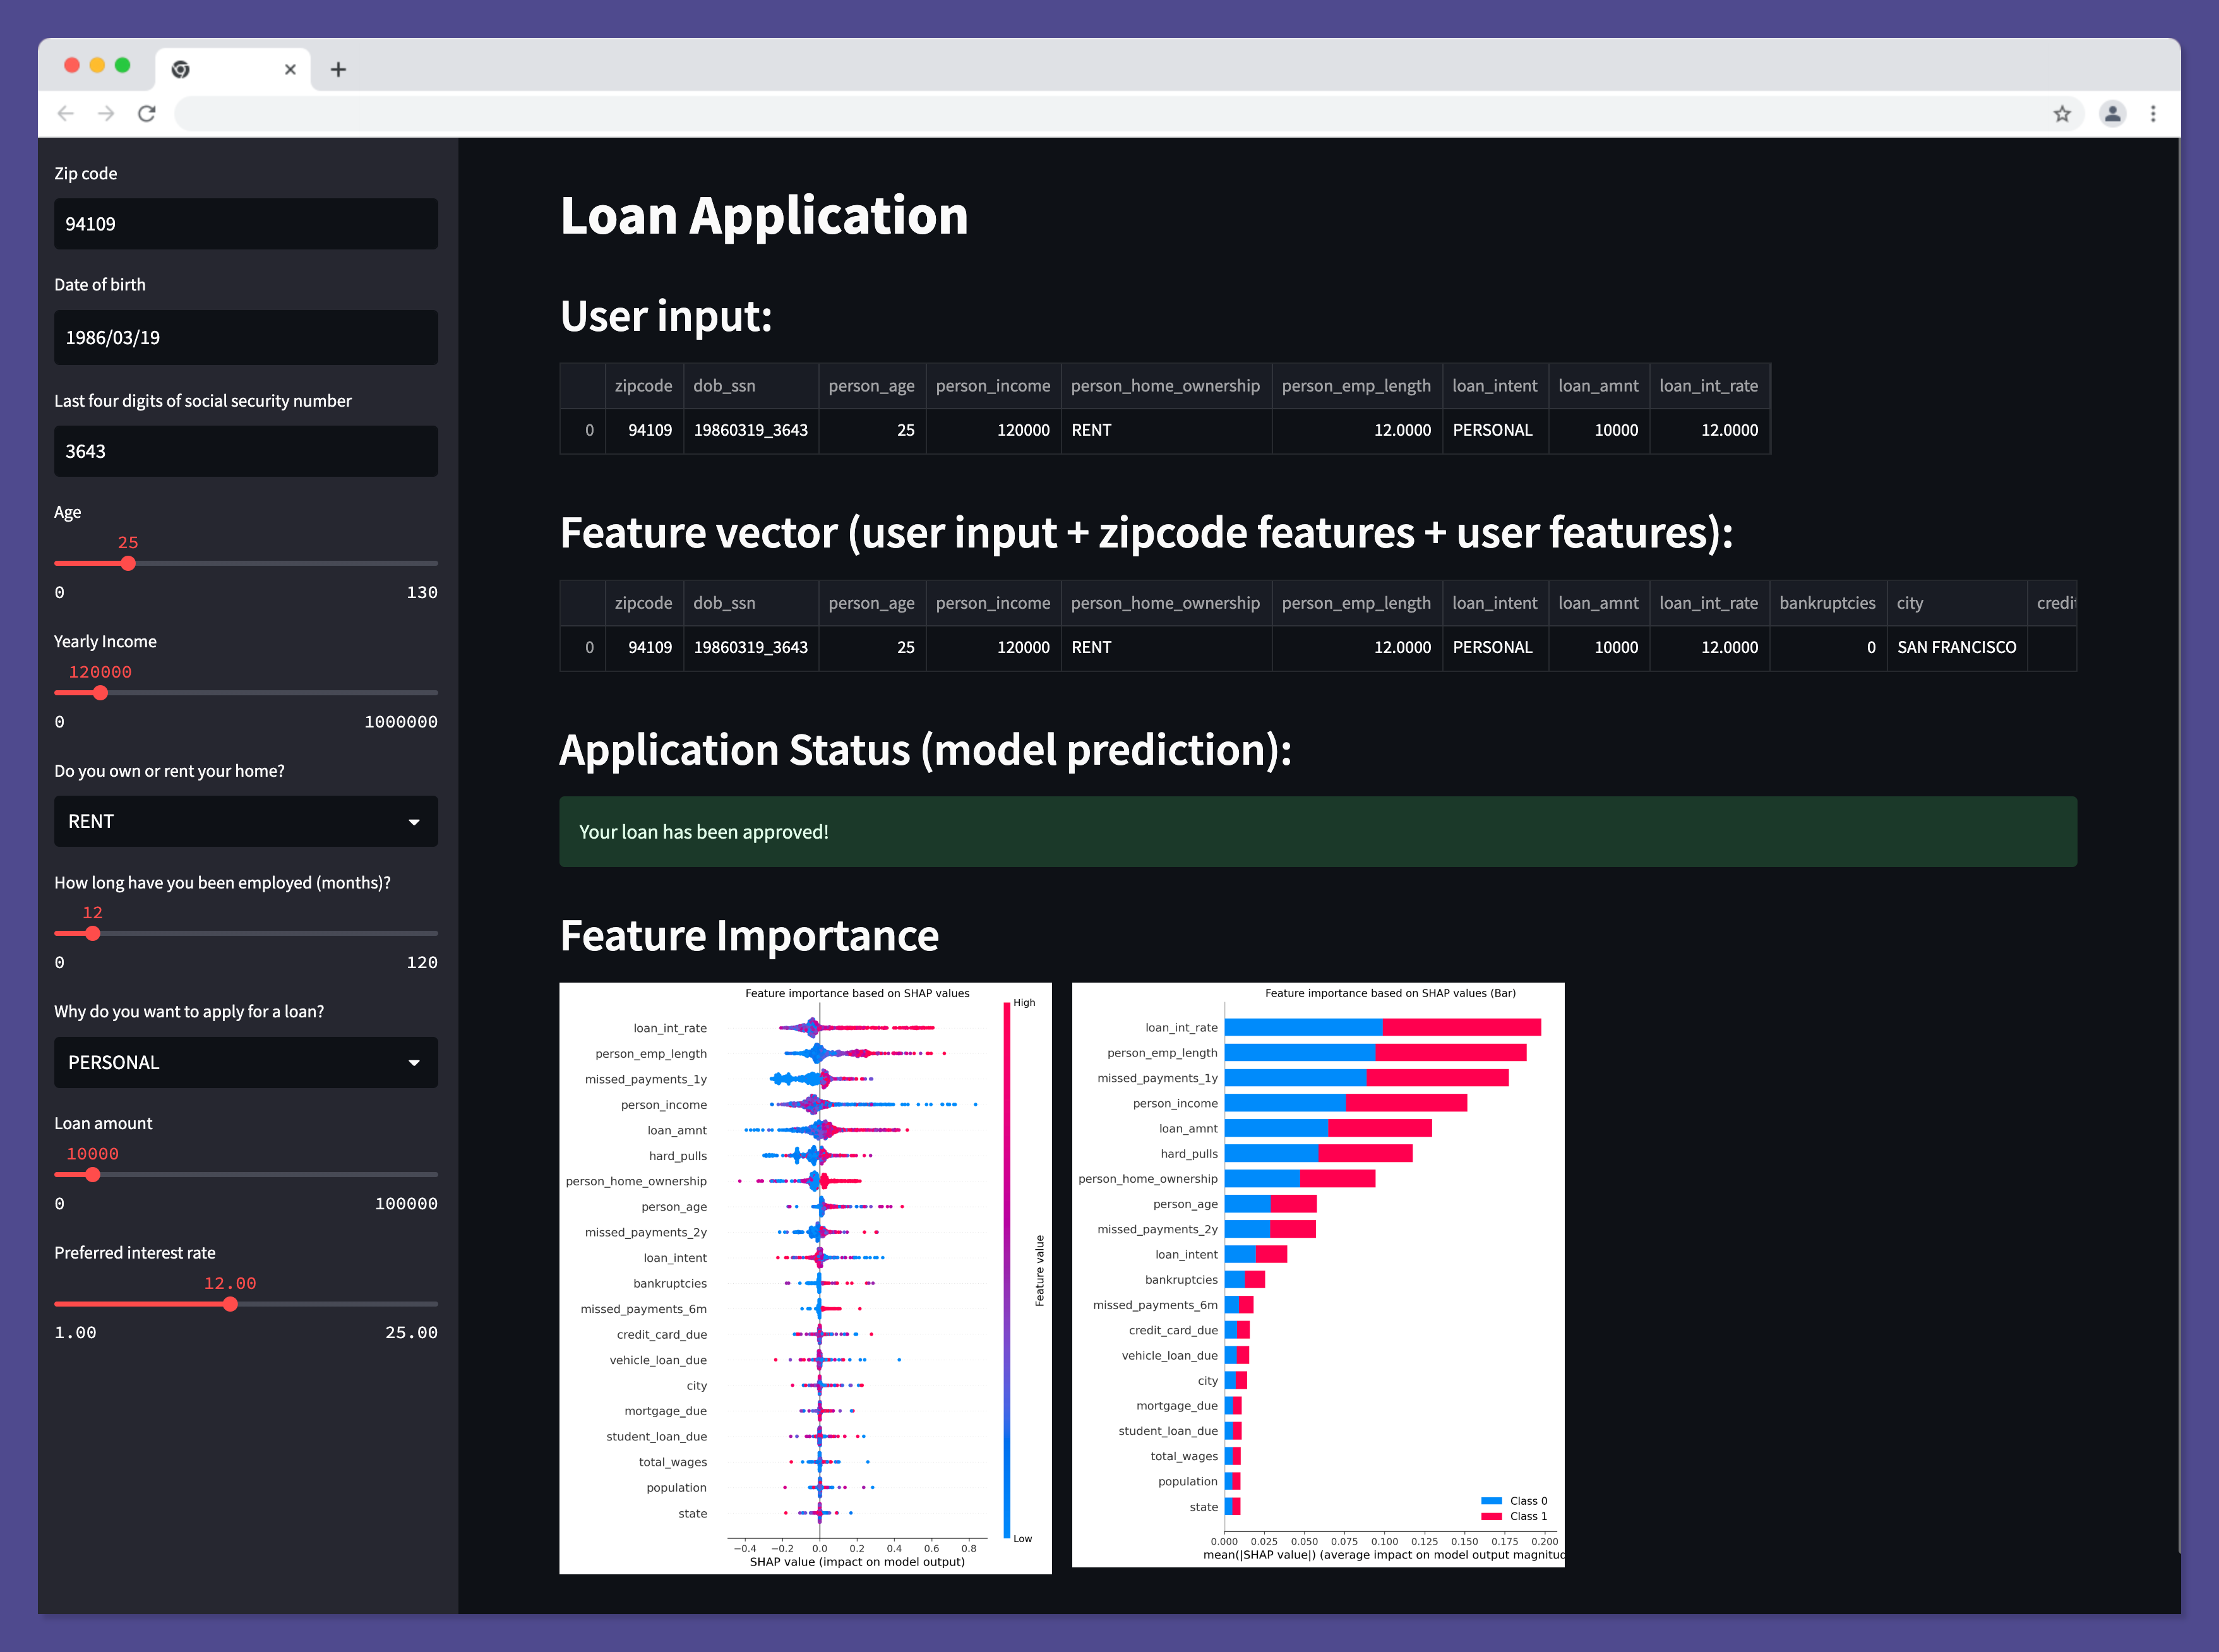 Zip code
94109
Date of birth
1986/03/19
Last four digits of social security number
3643
Age
25
0 130
Yearly Income
120000
0 1000000
Do you own or rent your home?
RENT
How long have you been employed (months)?
12
0 120
Why do you want to apply for a loan?
PERSONAL
Loan amount
10000
0 100000
Preferred interest rate
12.00
1.00 25.00
Loan Application
User input:
zipcode dob_ssn person_age person_income person_home_ownership person_emp_length loan_intent loan_amnt loan_int_rate
0 94109 19860319_3643 25 120000 RENT 12.0000 PERSONAL 10000 12.0000
Feature vector (user input + zipcode features + user features):
zipcode dob_ssn person_age person_income person_home_ownership person_emp_length loan_intent loan_amnt loan_int_rate bankruptcies city credit
0 94109 19860319_3643 25 120000 RENT 12.0000 PERSONAL 10000 12.0000 0 SAN FRANCISCO
Application Status (model prediction):
Your loan has been approved!
Feature Importance
Feature importance based on SHAP values
High
loan_int_rate
person_emp_length
missed_payments_1y
person_income
loan_amnt
hard_pulls
person_home_ownership
person_age
missed_payments_2y
loan_intent
bankruptcies
missed_payments_6m
credit_card_due
vehicle_loan_due
city
mortgage_due
student_loan_due
total_wages
population
state
Feature value
Low
−0.4 −0.2 0.0 0.2 0.4 0.6 0.8
SHAP value (impact on model output)
Feature importance based on SHAP values (Bar)
loan_int_rate
person_emp_length
missed_payments_1y
person_income
loan_amnt
hard_pulls
person_home_ownership
person_age
missed_payments_2y
loan_intent
bankruptcies
missed_payments_6m
credit_card_due
vehicle_loan_due
city
mortgage_due
student_loan_due
total_wages
population
state
Class 0
Class 1
0.000 0.025 0.050 0.075 0.100 0.125 0.150 0.175 0.200
mean(|SHAP value|) (average impact on model output magnitud